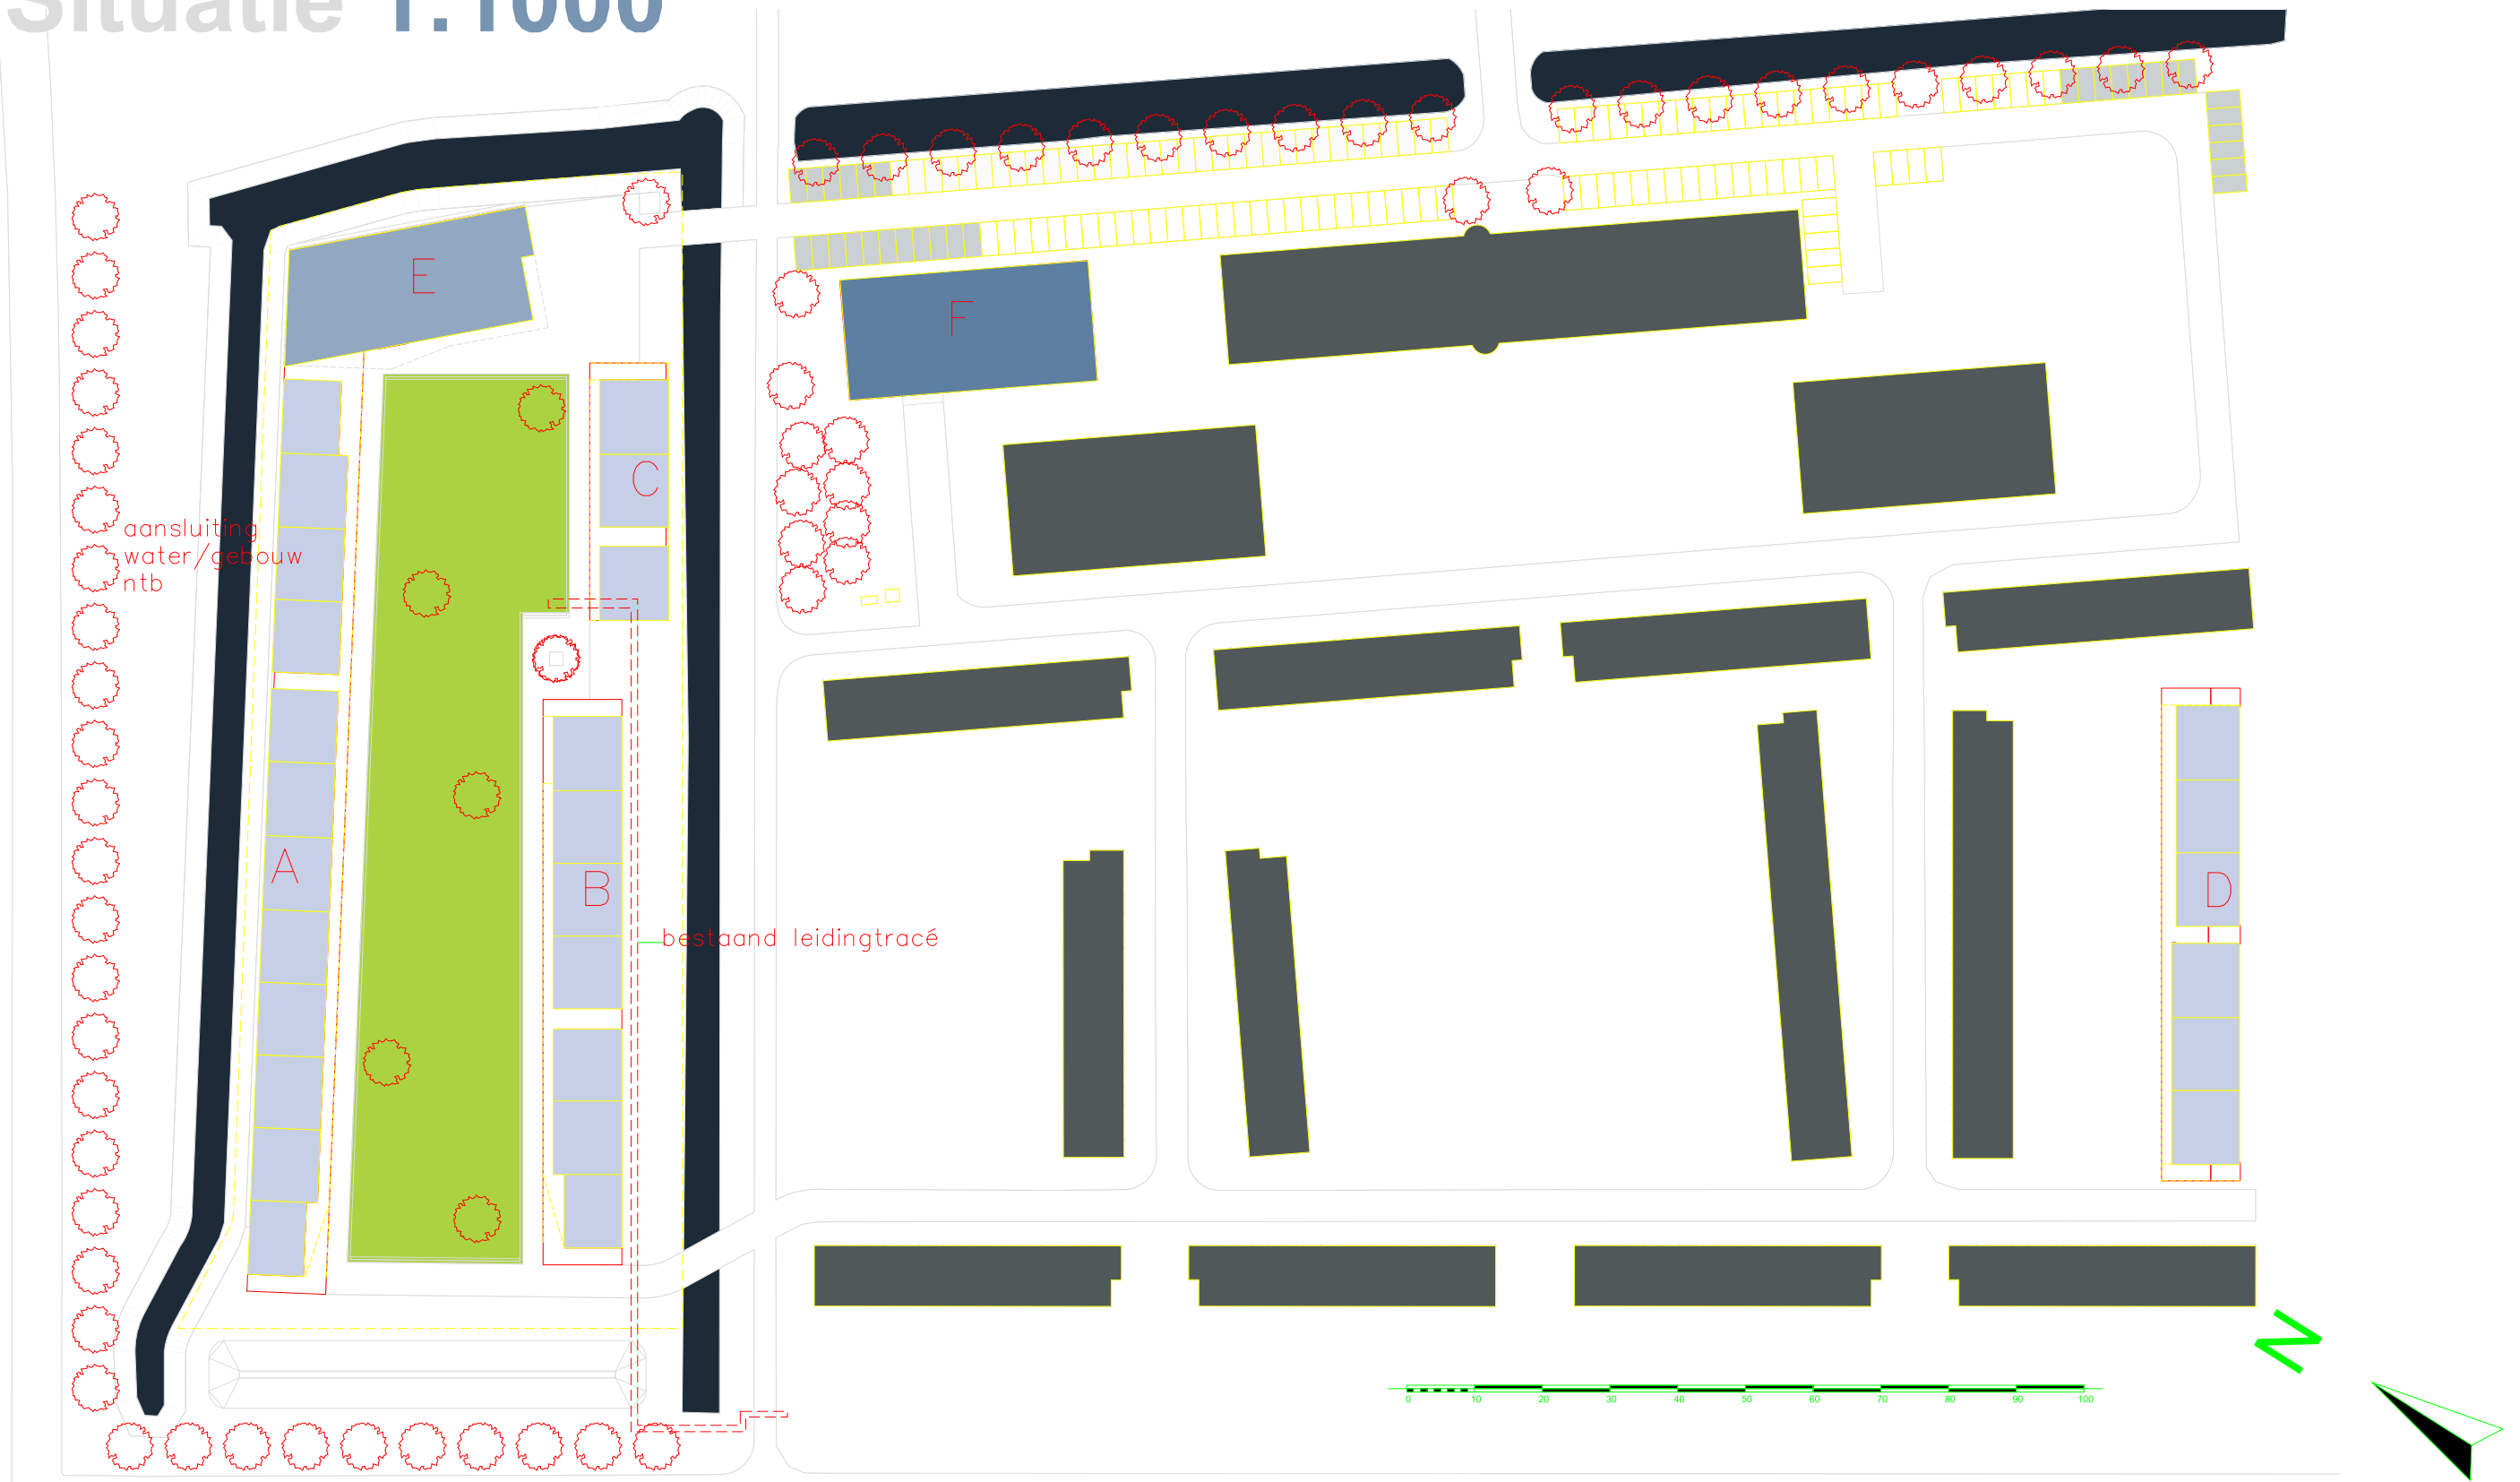 Situatie 1:1000
E
F
C
aansluiting
water/gebouw
ntb
A
B
D
bestaand leidingtracé
N
0 10 20 30 40 50 60 70 80 90 100